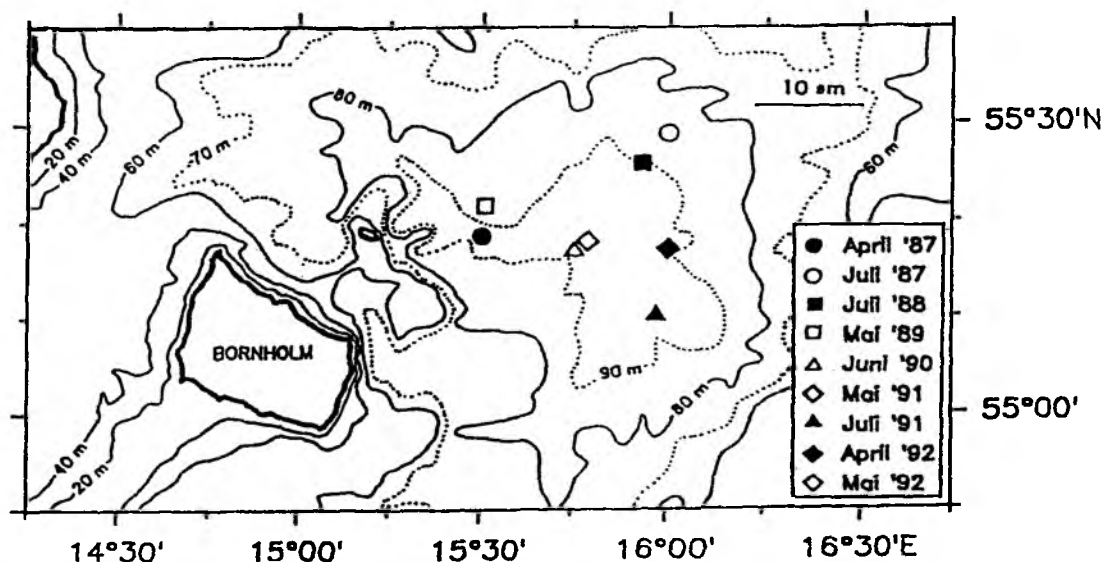 10 sm
55°30'N
20 m
40 m
60 m
70 m
80 m
60 m
April '87
Juli '87
Juli '88
Mai '89
Juni '90
Mai '91
Juli '91
April '92
Mai '92
BORNHOLM
90 m
80 m
55°00'
40 m
20 m
14°30'
15°00'
15°30'
16°00'
16°30'E